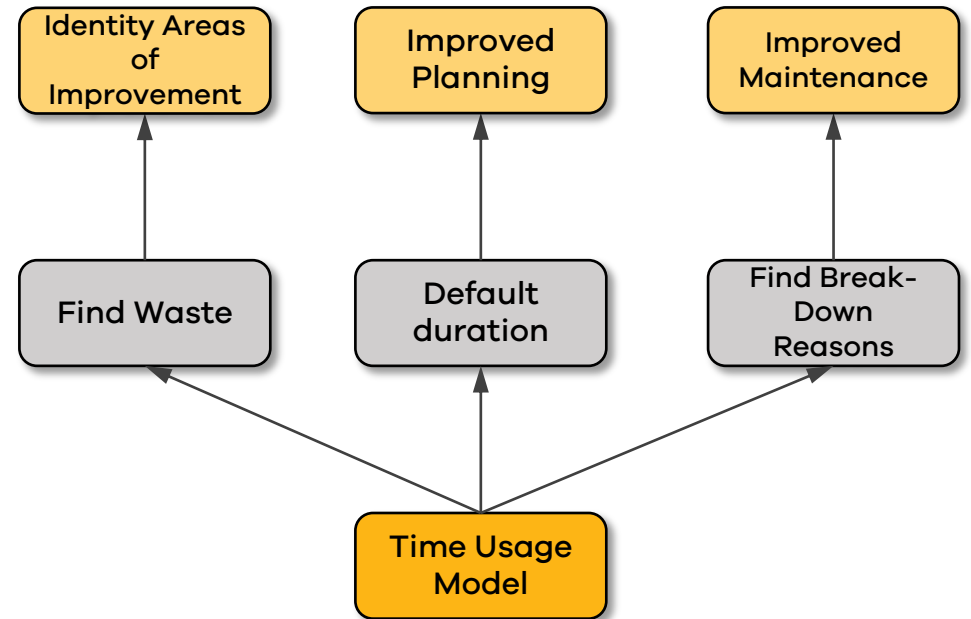 Identity Areas
of
Improvement
Improved
Planning
Improved
Maintenance
Find Waste
Default
duration
Find Break-
Down
Reasons
Time Usage
Model